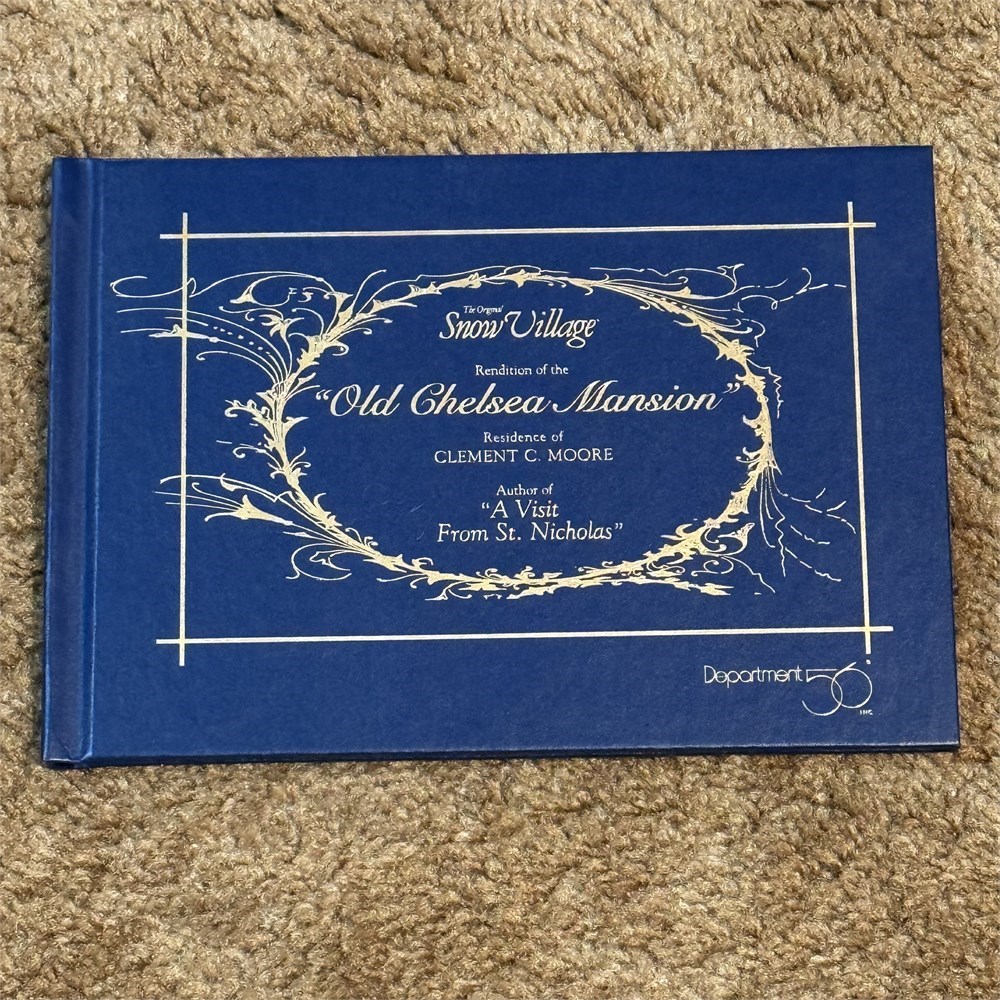 The Original
Snow Village
Rendition of the
"Old Chelsea Mansion"
Residence of
CLEMENT C. MOORE
Author of
"A Visit
From St. Nicholas"
Department 56
INC.